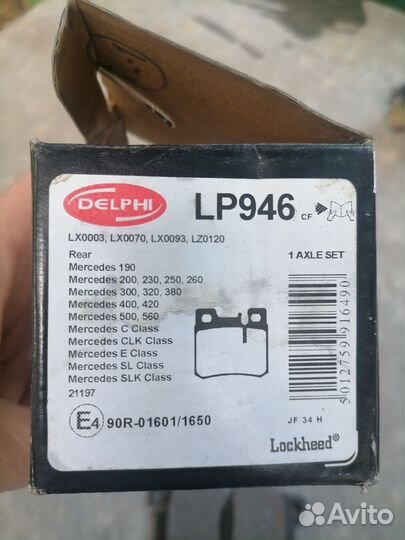 DELPHI
LP946 CF
LX0003, LX0070, LX0093, LZ0120
Rear
1 AXLE SET
Mercedes 190
Mercedes 200, 230, 250, 260
Mercedes 300, 320, 380
Mercedes 400, 420
Mercedes 500, 560
Mercedes C Class
Mercedes CLK Class
Mercedes E Class
Mercedes SL Class
Mercedes SLK Class
21197
5012759916490
E4 90R-01601/1650
JF 34 H
Lockheed®
Avito